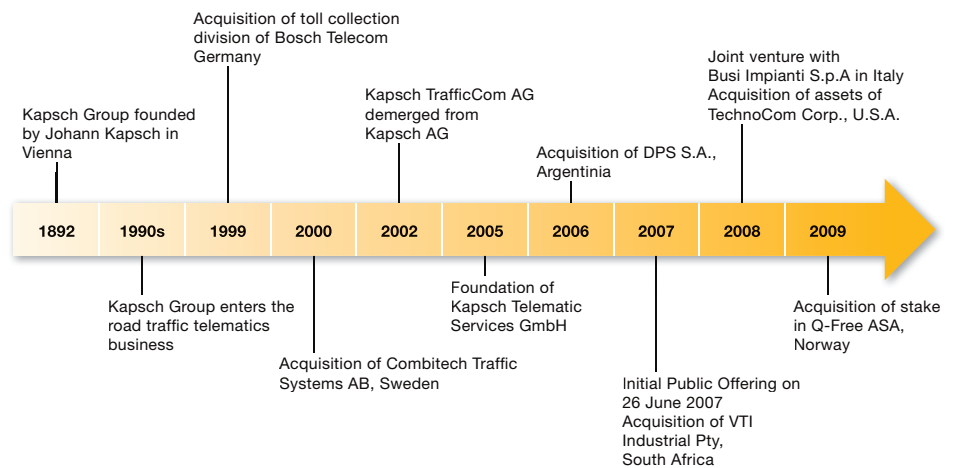 Acquisition of toll collection
division of Bosch Telecom
Germany
Joint venture with
Busi Impianti S.p.A in Italy
Acquisition of assets of
TechnoCom Corp., U.S.A.
Kapsch TrafficCom AG
demerged from
Kapsch AG
Kapsch Group founded
by Johann Kapsch in
Vienna
Acquisition of DPS S.A.,
Argentinia
1892 1990s 1999 2000 2002 2005 2006 2007 2008 2009
Kapsch Group enters the
road traffic telematics
business
Foundation of
Kapsch Telematic
Services GmbH
Acquisition of stake
in Q-Free ASA,
Norway
Acquisition of Combitech Traffic
Systems AB, Sweden
Initial Public Offering on
26 June 2007
Acquisition of VTI
Industrial Pty,
South Africa